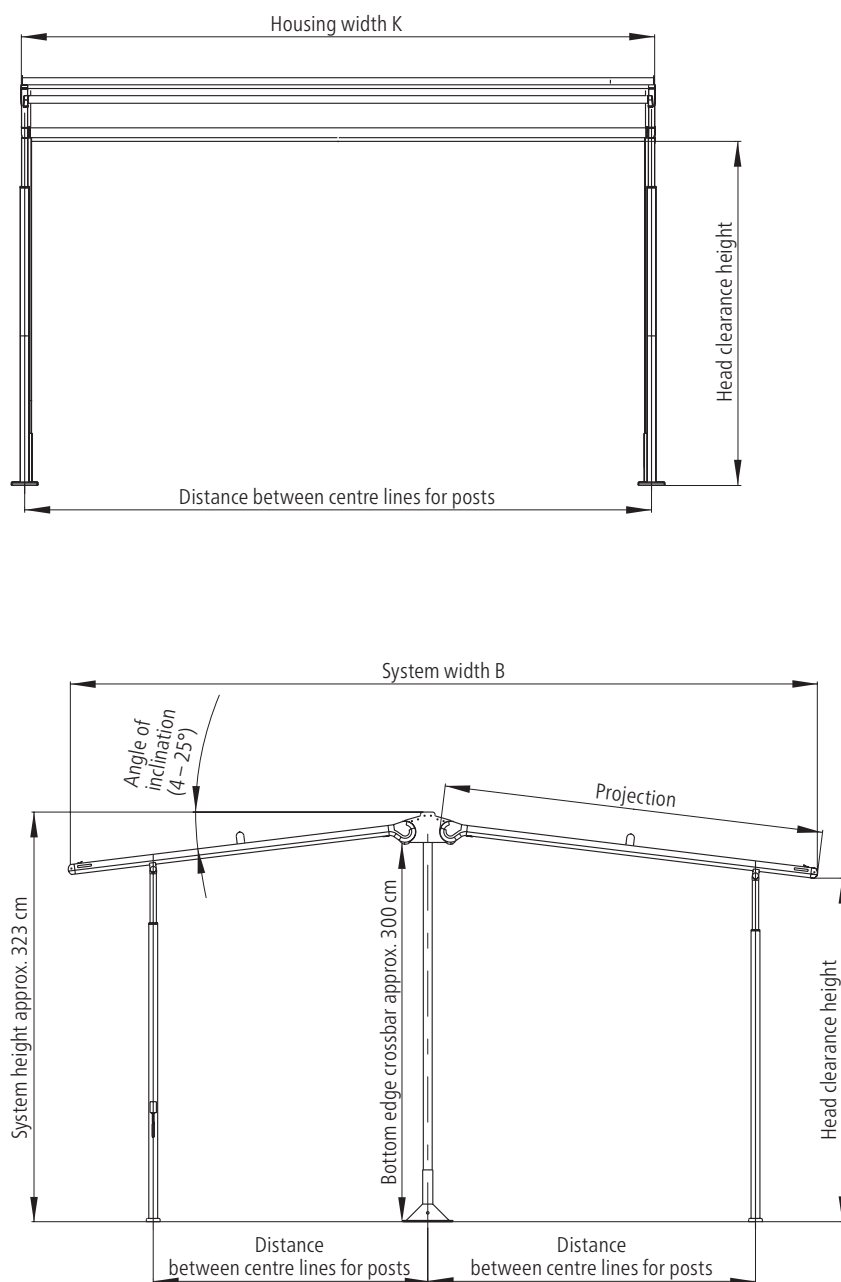 Housing width K
Head clearance height
Distance between centre lines for posts
System width B
Angle of
inclination
(4 – 25°)
Projection
System height approx. 323 cm
Bottom edge crossbar approx. 300 cm
Head clearance height
Distance
between centre lines for posts
Distance
between centre lines for posts